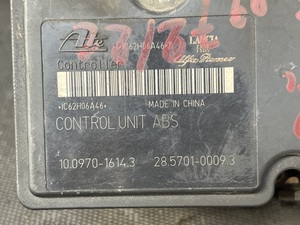 Ate
*IC62H06A46*
LANCIA
FIAT
Alfa Romeo
Controller
*IC62H06A46*
MADE IN CHINA
CONTROL UNIT ABS
10.0970-1614.3
28.5701-0009.3